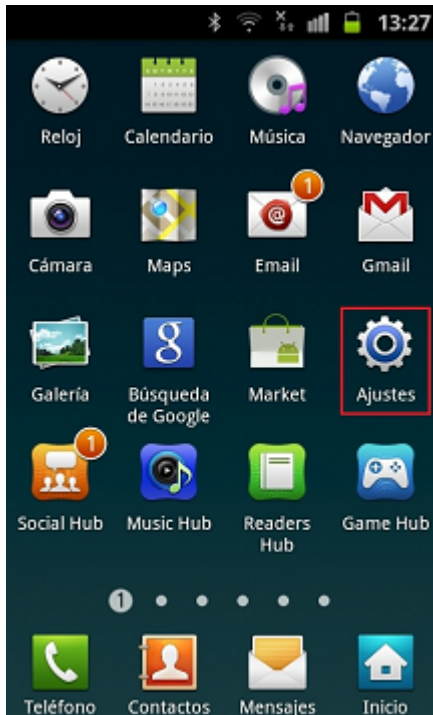 13:27
Reloj
Calendario
Música
Navegador
1
Cámara
Maps
Email
Gmail
8
Galería
Búsqueda
de Google
Market
Ajustes
1
Social Hub
Music Hub
Readers
Hub
Game Hub
1
Teléfono
Contactos
Mensajes
Inicio